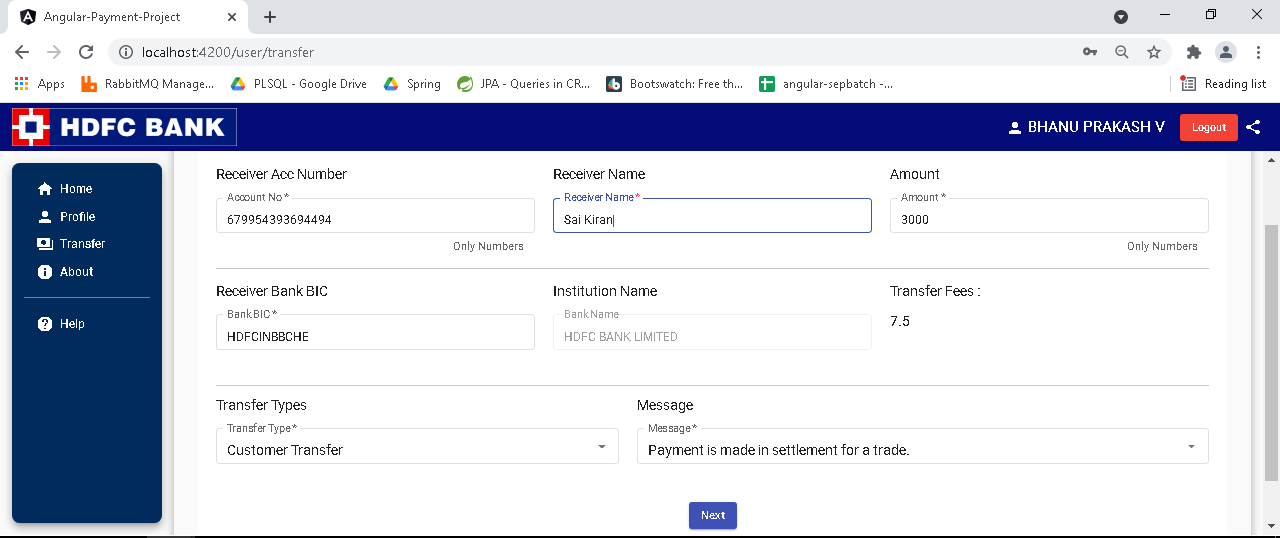 Angular-Payment-Project
localhost:4200/user/transfer
Apps RabbitMQ Manage... PLSQL - Google Drive Spring JPA - Queries in CR... Bootswatch: Free th... angular-sepbatch -... Reading list
HDFC BANK BHANU PRAKASH V Logout
Home
Profile
Transfer
About
Help
Receiver Acc Number Receiver Name Amount
Account No * Receiver Name * Amount *
679954393694494 Sai Kiran 3000
Only Numbers Only Numbers
Receiver Bank BIC Institution Name Transfer Fees :
Bank BIC * Bank Name 7.5
HDFCINBBCHE HDFC BANK LIMITED
Transfer Types Message
Transfer Type * Message *
Customer Transfer Payment is made in settlement for a trade.
Next